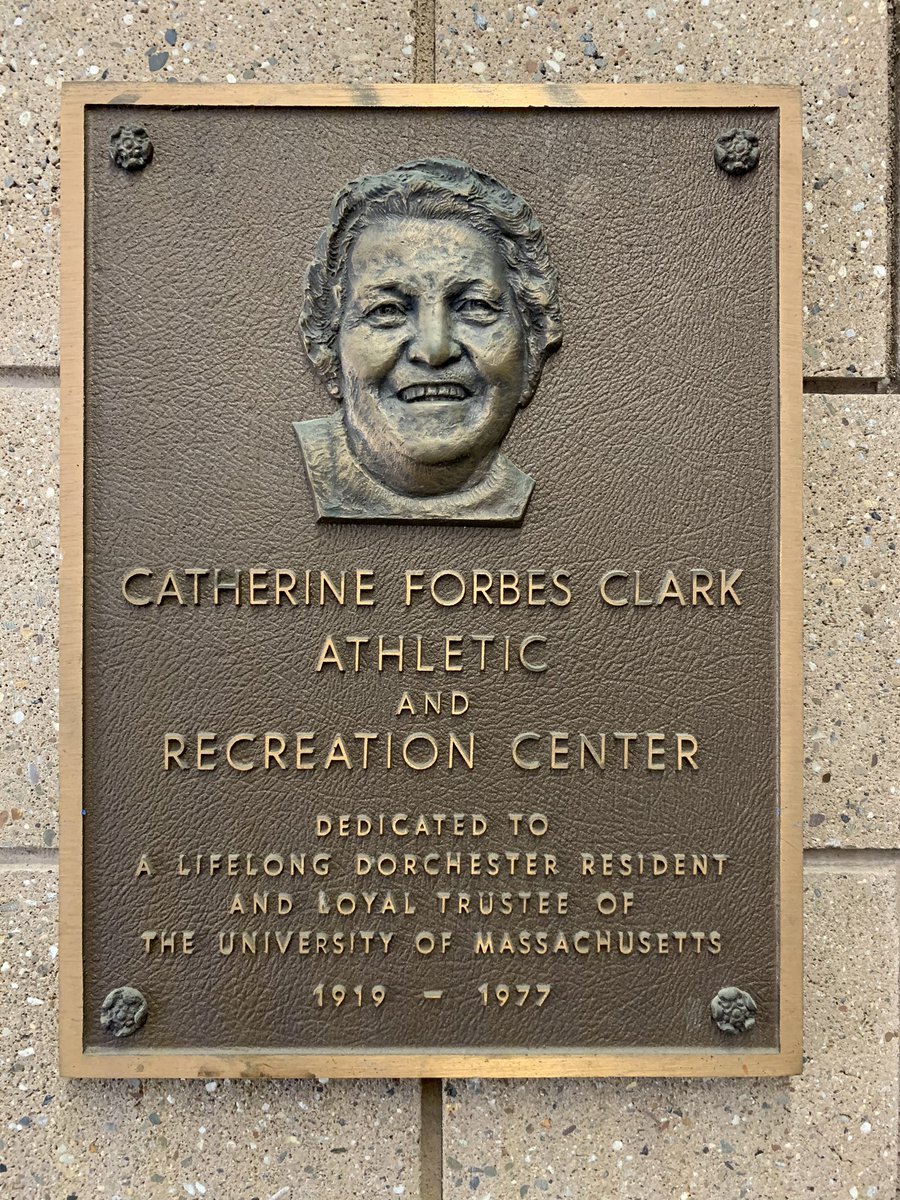 CATHERINE FORBES CLARK
ATHLETIC
AND
RECREATION CENTER
DEDICATED TO
A LIFELONG DORCHESTER RESIDENT
AND LOYAL TRUSTEE OF
THE UNIVERSITY OF MASSACHUSETTS
1919 – 1977